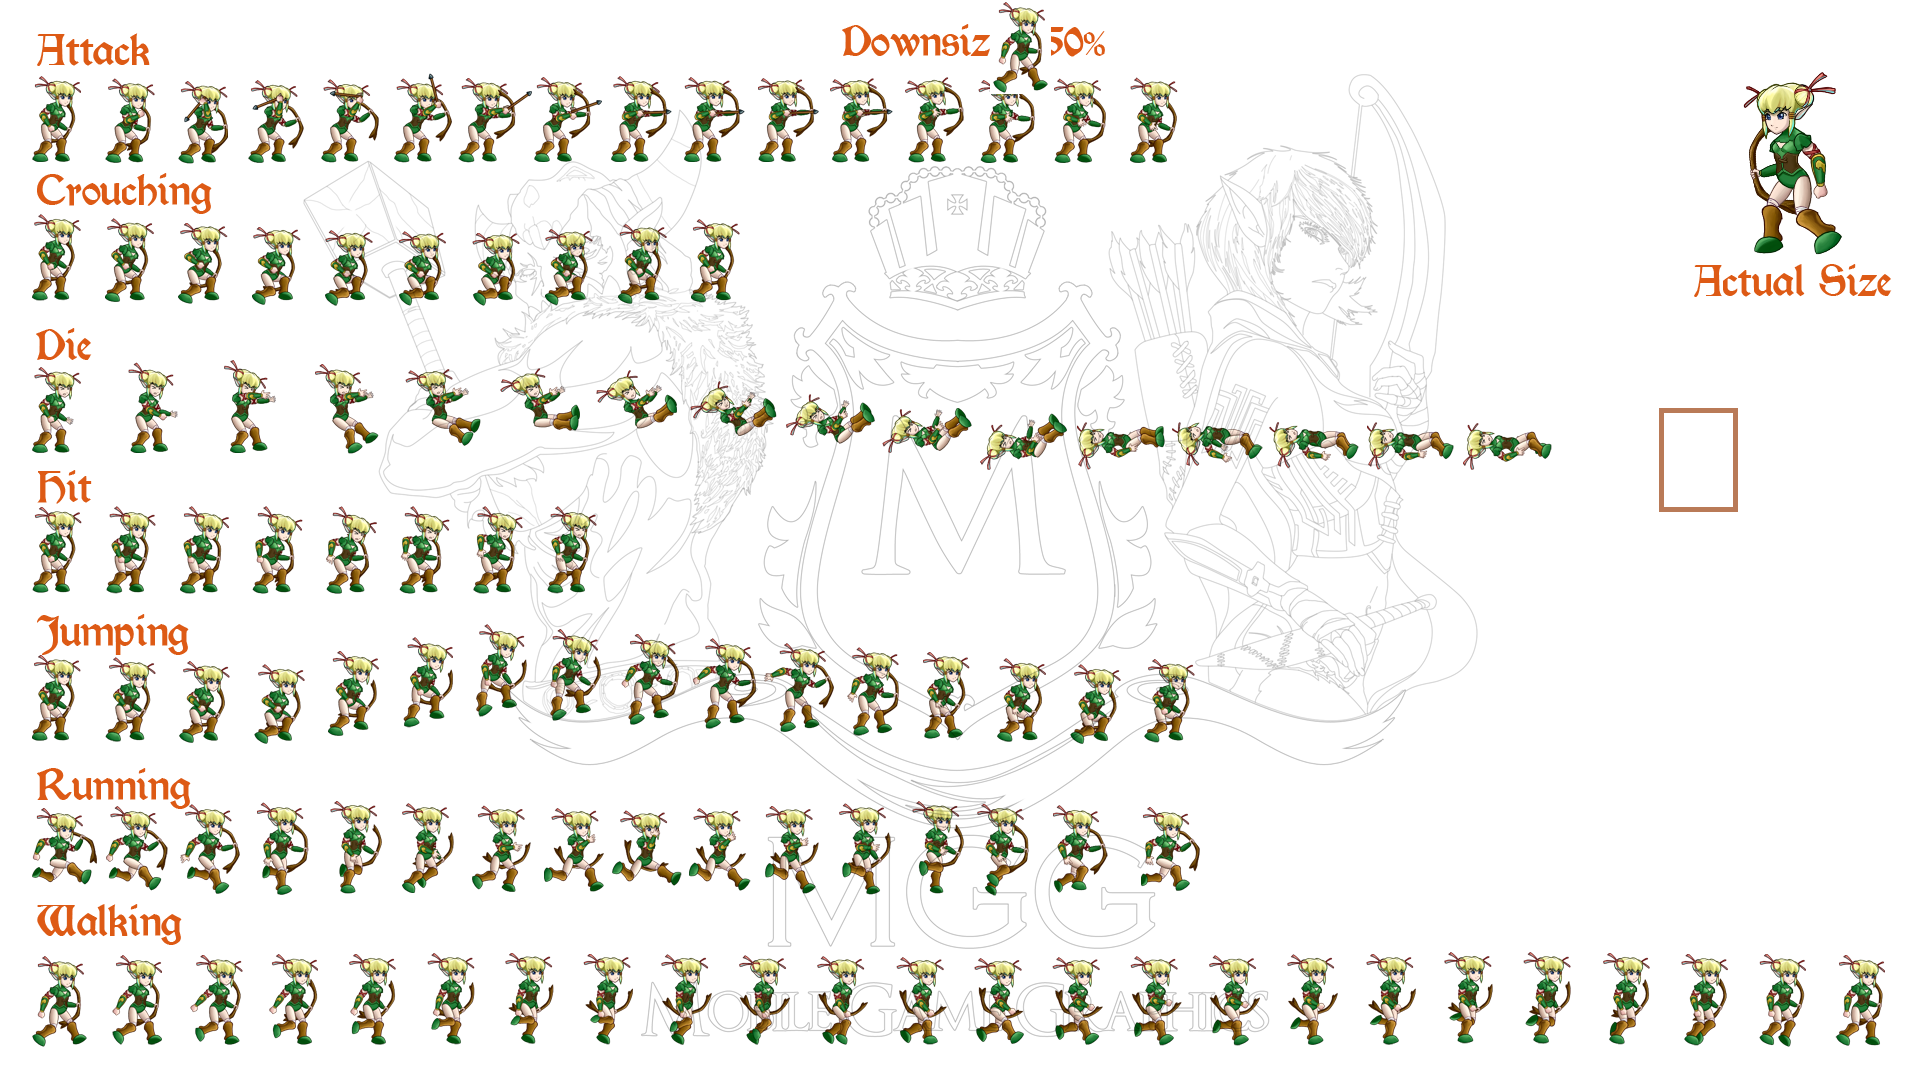 Attack
Downsiz 50%
Crouching
Actual Size
Die
Hit
M
Jumping
Running
MGG
Walking
MobileGameGraphics